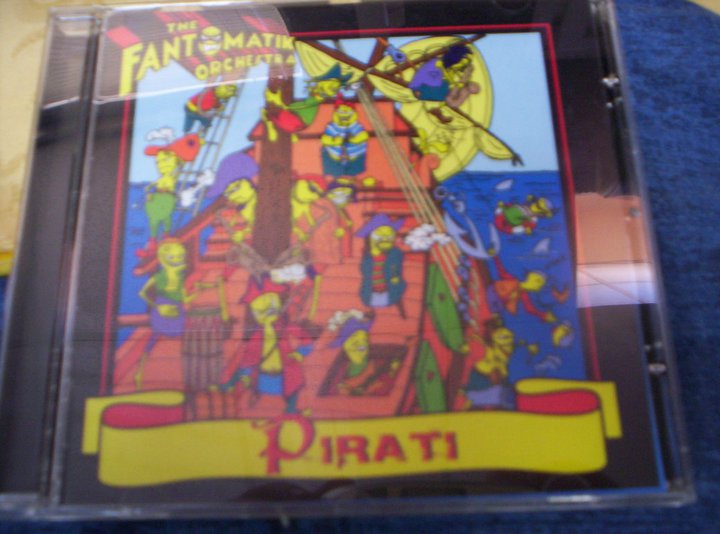 THE
FANTOMATIK
ORCHESTRA
PIRATI